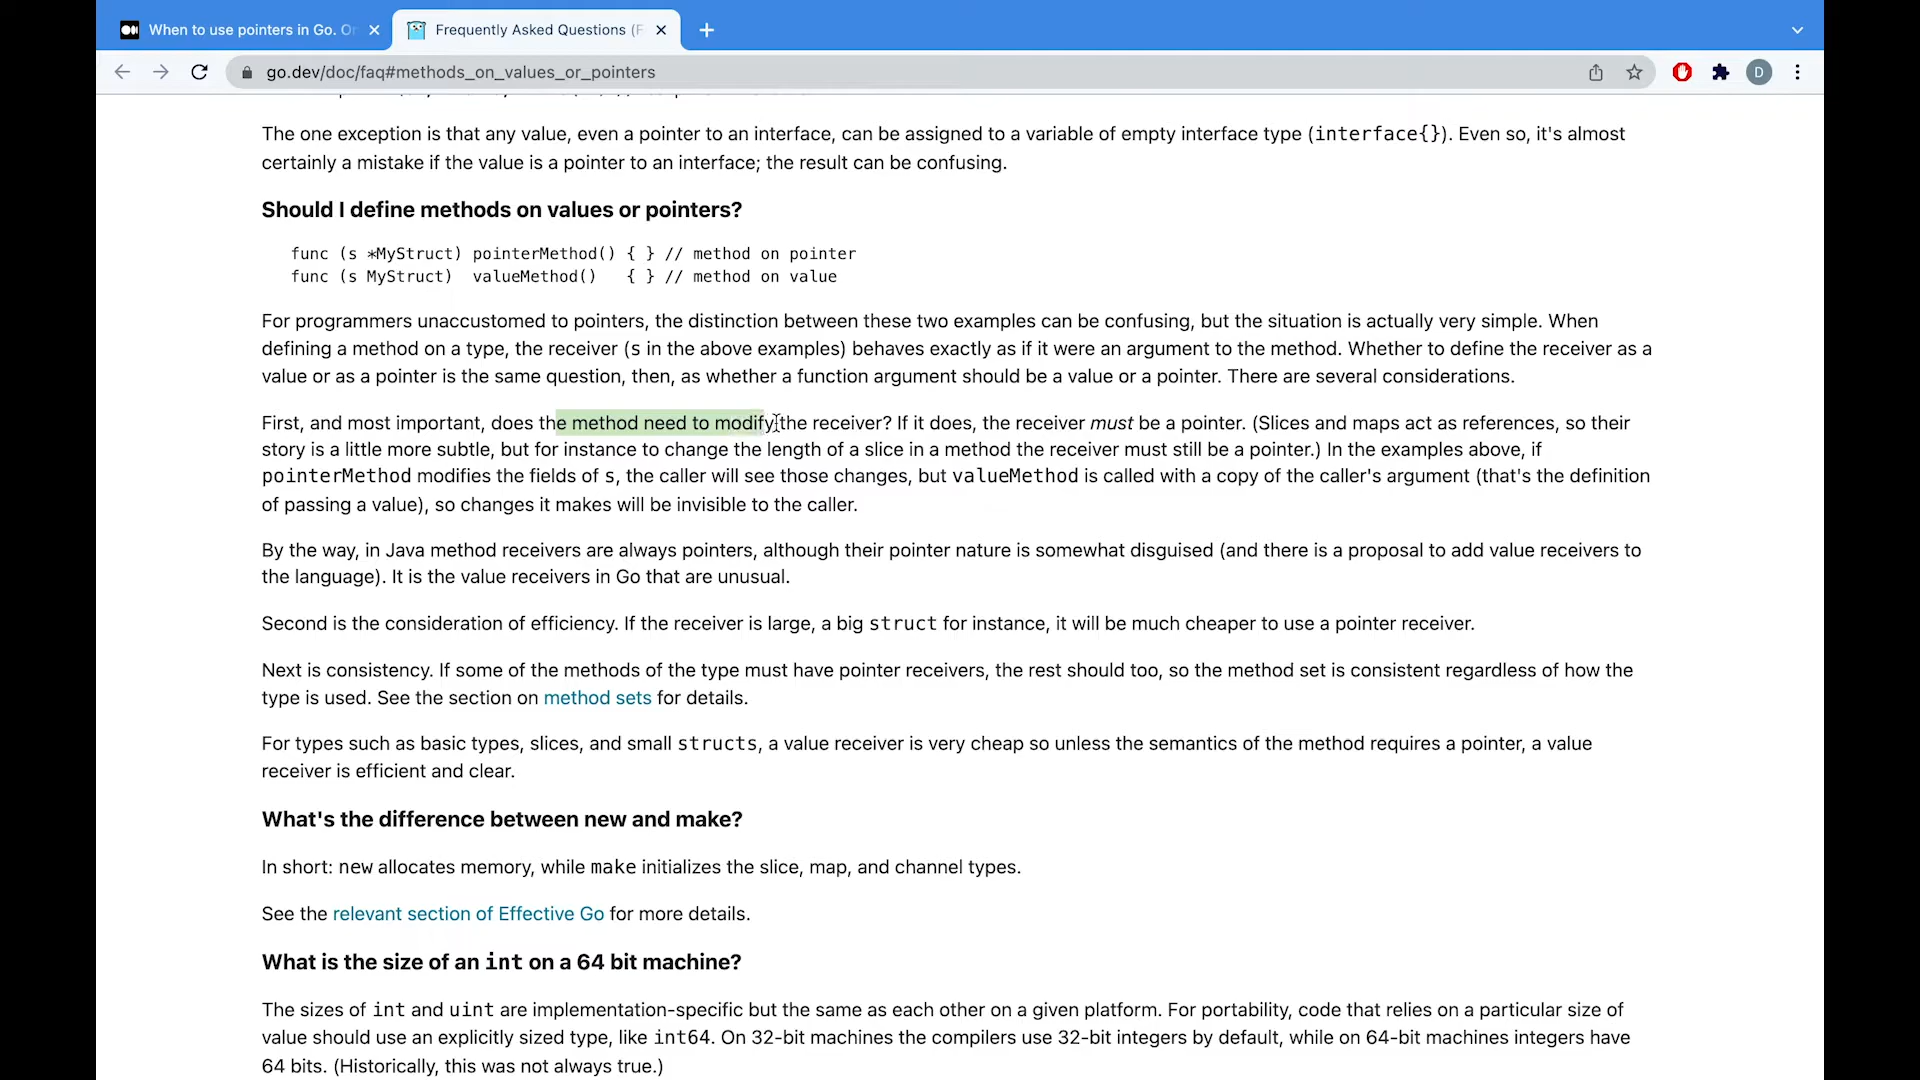 When to use pointers in Go. Or
Frequently Asked Questions (F
go.dev/doc/faq#methods_on_values_or_pointers
D
The one exception is that any value, even a pointer to an interface, can be assigned to a variable of empty interface type (interface{}). Even so, it's almost
certainly a mistake if the value is a pointer to an interface; the result can be confusing.
Should I define methods on values or pointers?
func (s *MyStruct) pointerMethod() { } // method on pointer
func (s MyStruct)  valueMethod()   { } // method on value
For programmers unaccustomed to pointers, the distinction between these two examples can be confusing, but the situation is actually very simple. When
defining a method on a type, the receiver (s in the above examples) behaves exactly as if it were an argument to the method. Whether to define the receiver as a
value or as a pointer is the same question, then, as whether a function argument should be a value or a pointer. There are several considerations.
First, and most important, does the method need to modify the receiver? If it does, the receiver must be a pointer. (Slices and maps act as references, so their
story is a little more subtle, but for instance to change the length of a slice in a method the receiver must still be a pointer.) In the examples above, if
pointerMethod modifies the fields of s, the caller will see those changes, but valueMethod is called with a copy of the caller's argument (that's the definition
of passing a value), so changes it makes will be invisible to the caller.
By the way, in Java method receivers are always pointers, although their pointer nature is somewhat disguised (and there is a proposal to add value receivers to
the language). It is the value receivers in Go that are unusual.
Second is the consideration of efficiency. If the receiver is large, a big struct for instance, it will be much cheaper to use a pointer receiver.
Next is consistency. If some of the methods of the type must have pointer receivers, the rest should too, so the method set is consistent regardless of how the
type is used. See the section on method sets for details.
For types such as basic types, slices, and small structs, a value receiver is very cheap so unless the semantics of the method requires a pointer, a value
receiver is efficient and clear.
What's the difference between new and make?
In short: new allocates memory, while make initializes the slice, map, and channel types.
See the relevant section of Effective Go for more details.
What is the size of an int on a 64 bit machine?
The sizes of int and uint are implementation-specific but the same as each other on a given platform. For portability, code that relies on a particular size of
value should use an explicitly sized type, like int64. On 32-bit machines the compilers use 32-bit integers by default, while on 64-bit machines integers have
64 bits. (Historically, this was not always true.)